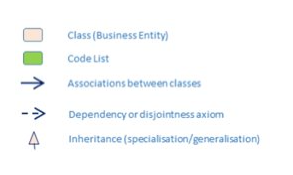 Class (Business Entity)
Code List
Associations between classes
Dependency or disjointness axiom
Inheritance (specialisation/generalisation)